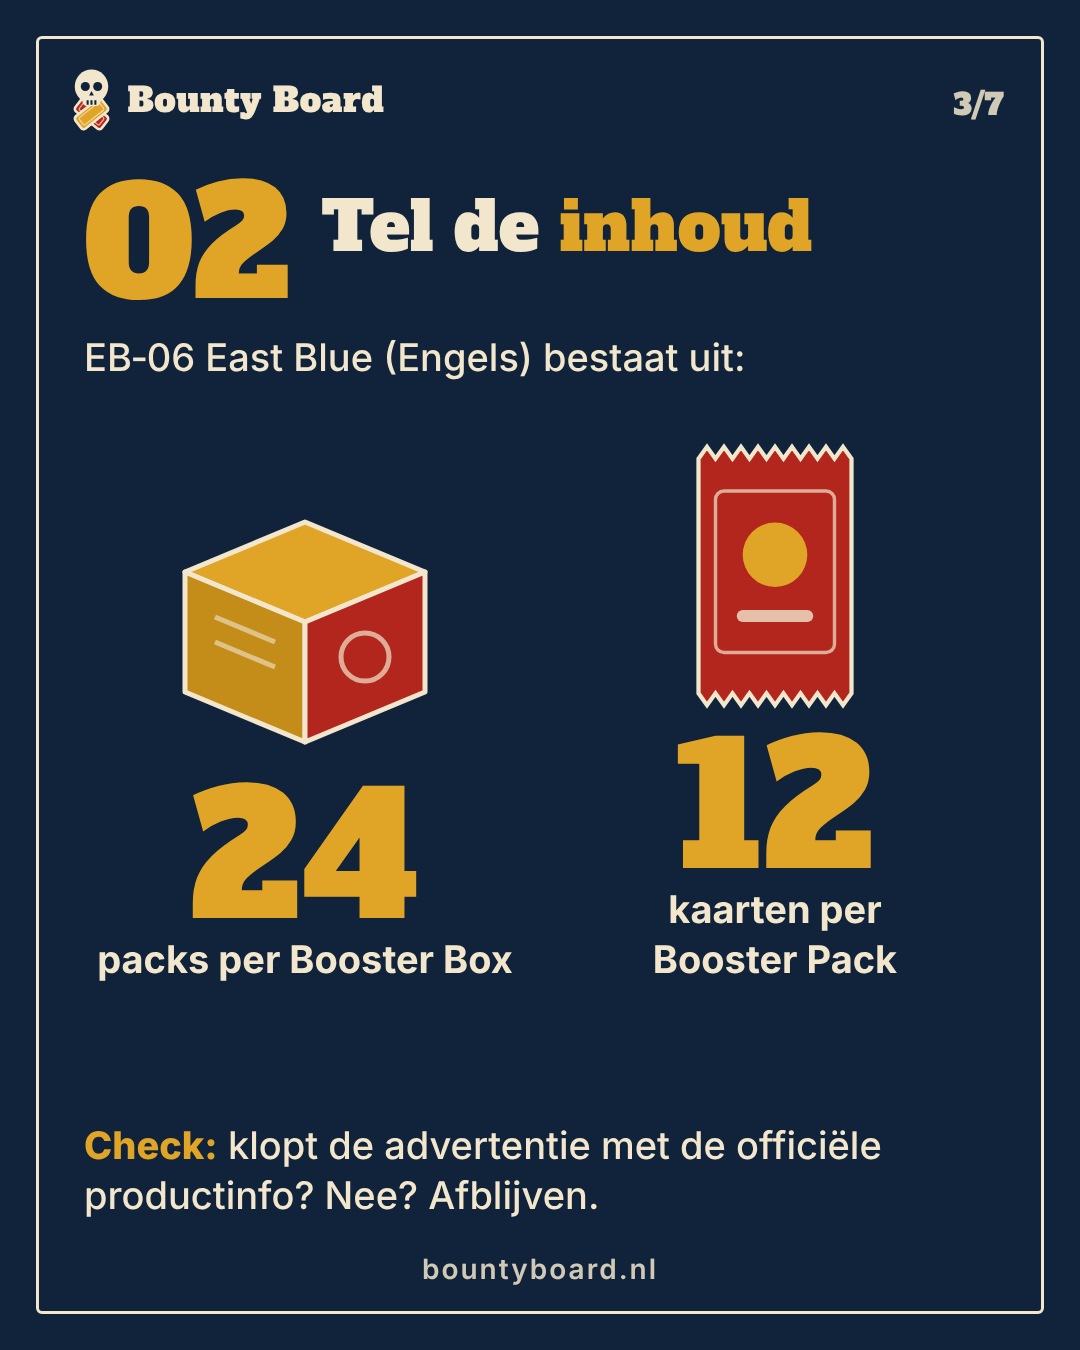 Bounty Board
3/7
02 Tel de inhoud
EB-06 East Blue (Engels) bestaat uit:
24
packs per Booster Box
12
kaarten per
Booster Pack
Check: klopt de advertentie met de officiële
productinfo? Nee? Afblijven.
bountyboard.nl